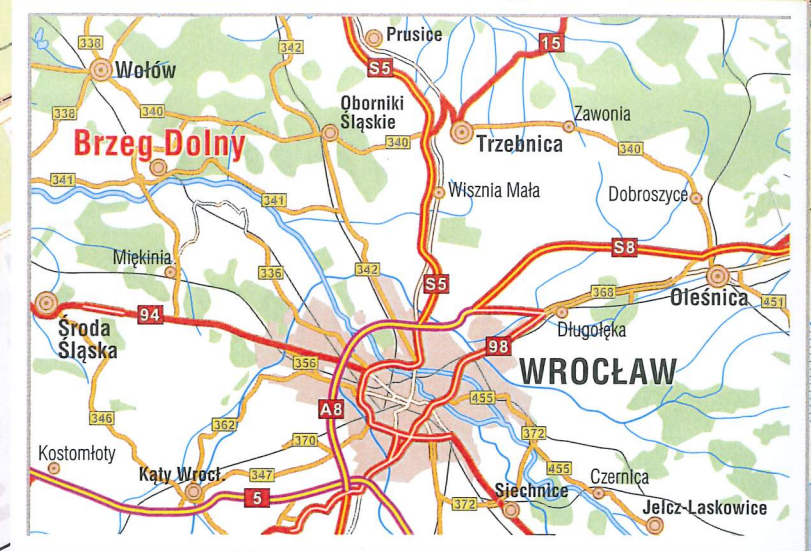 338
342
Prusice
15
S5
Wołów
338
340
Oborniki
Śląskie
Zawonia
Brzeg Dolny
340
Trzebnica
340
341
Wisznia Mała
Dobroszyce
341
S8
Miękinia
336
342
S5
368
Oleśnica
451
94
Środa
Śląska
Długołęka
98
WROCŁAW
356
455
A8
346
362
370
372
Kostomłoty
Kąty Wrocł.
347
455
Czernica
5
372
Siechnice
Jelcz-Laskowice